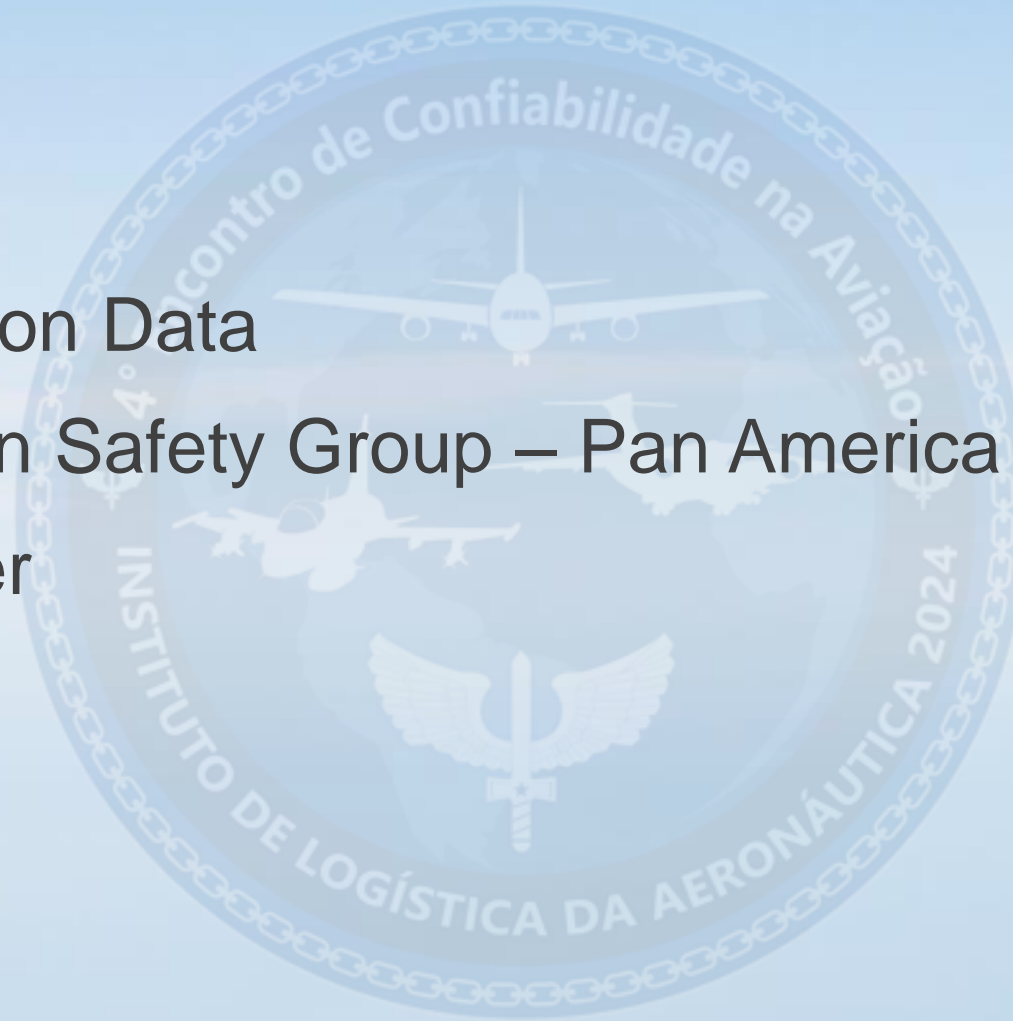 4° Encontro de Confiabilidade na Aviação
on Data
n Safety Group – Pan America
er
INSTITUTO DE LOGÍSTICA DA AERONÁUTICA 2024